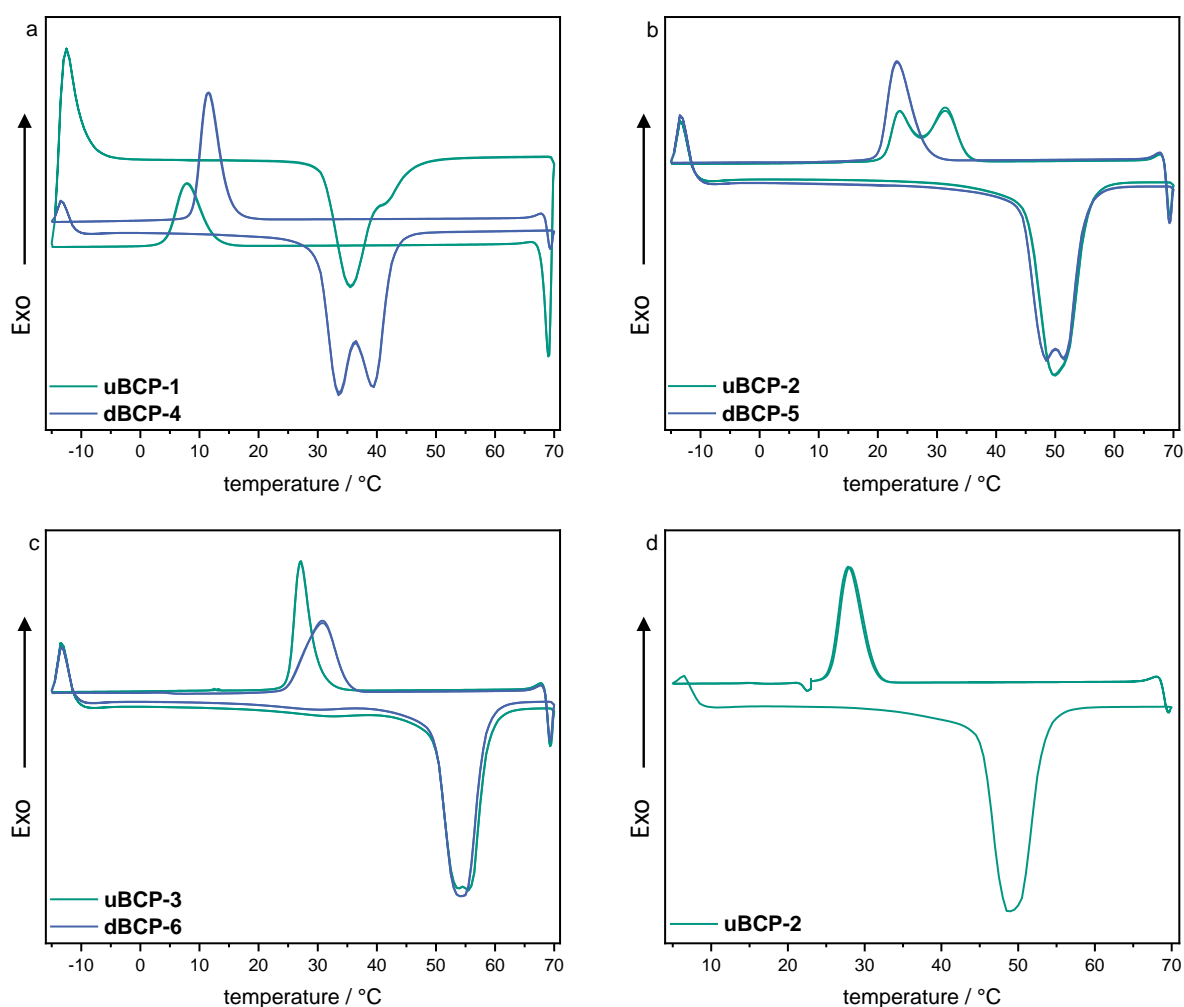 a
Exo
uBCP-1
dBCP-4
-10 0 10 20 30 40 50 60 70
temperature / °C
b
Exo
uBCP-2
dBCP-5
-10 0 10 20 30 40 50 60 70
temperature / °C
c
Exo
uBCP-3
dBCP-6
-10 0 10 20 30 40 50 60 70
temperature / °C
d
Exo
uBCP-2
10 20 30 40 50 60 70
temperature / °C